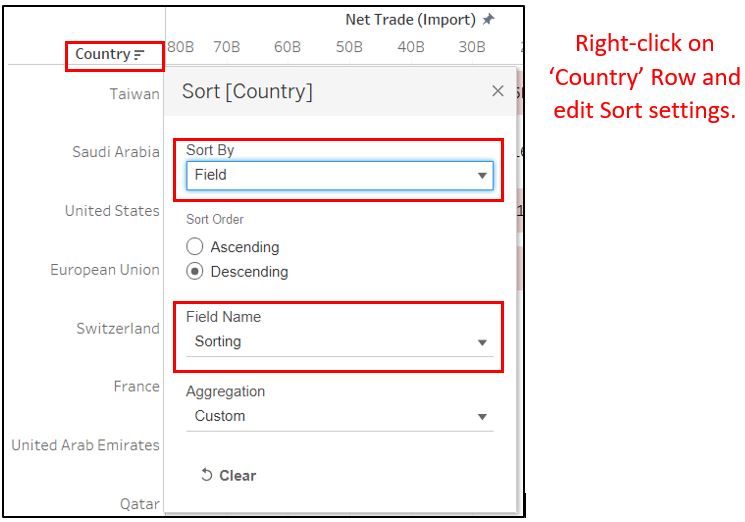 Net Trade (Import)
Country
80B 70B 60B 50B 40B 30B
Right-click on
‘Country’ Row and
edit Sort settings.
Taiwan
Saudi Arabia
United States
European Union
Switzerland
France
United Arab Emirates
Qatar
Sort [Country]
Sort By
Field
Sort Order
Ascending
Descending
Field Name
Sorting
Aggregation
Custom
Clear